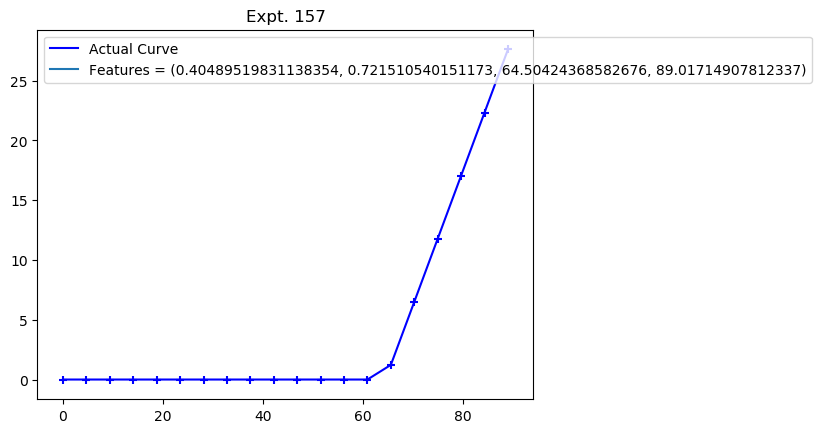 Expt. 157
Actual Curve
Features = (0.40489519831138354, 0.721510540151173, 64.50424368582676, 89.01714907812337)
25
20
15
10
5
0
0 20 40 60 80